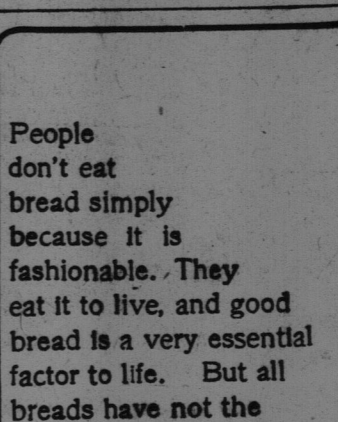 People
don't eat
bread simply
because it is
fashionable. They
eat it to live, and good
bread is a very essential
factor to life. But all
breads have not the